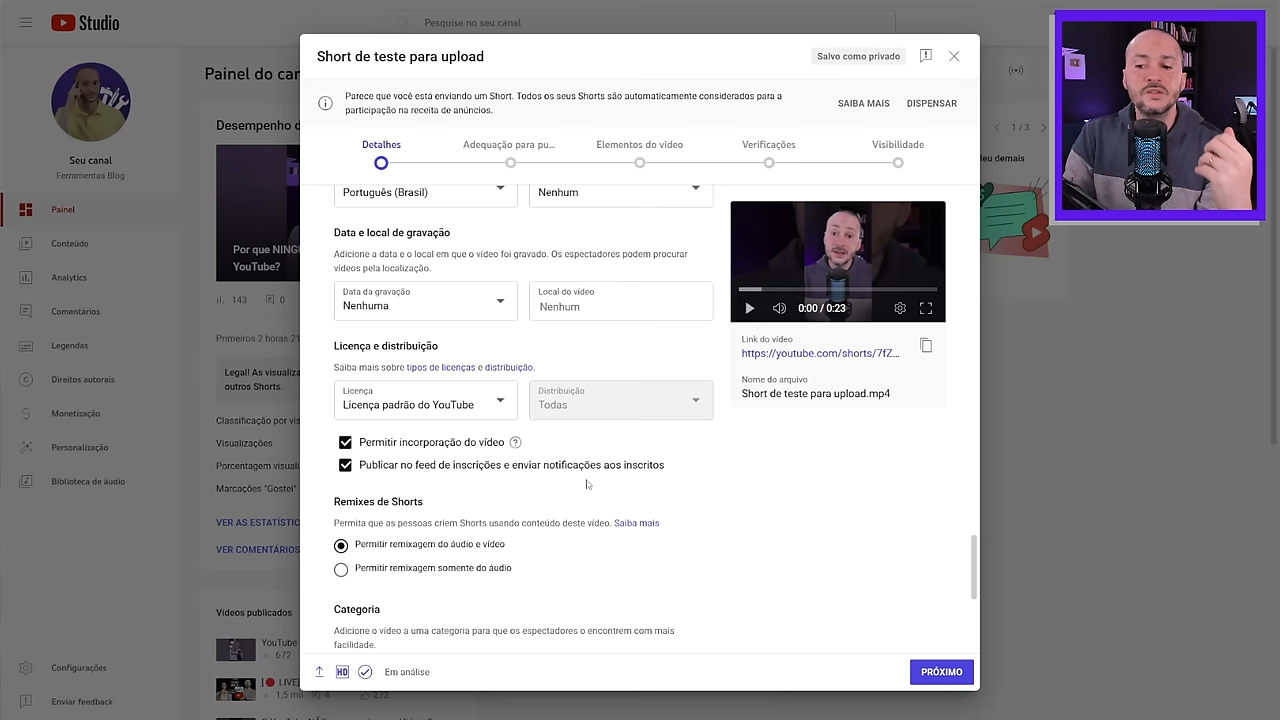 Studio
Pesquise no seu canal
Seu canal
Ferramentas Blog
Painel
Conteúdo
Analytics
Comentários
Legendas
Direitos autorais
Monetização
Personalização
Biblioteca de áudio
Configurações
Enviar feedback
Painel do can
Desempenho d
Por que NING
YouTube?
143
0
Primeiros 2 horas 21
Legal! As visualiza
outros Shorts.
Classificação por vi
Visualizações
Porcentagem visuali
Marcações "Gostei"
VER AS ESTATÍSTIC
VER COMENTÁRIOS
Vídeos publicados
YouTube
672
[🔴 LIVE]
1,5 mil
4
272
1 / 3
eu demais
Short de teste para upload
Salvo como privado
Parece que você está enviando um Short. Todos os seus Shorts são automaticamente considerados para a
participação na receita de anúncios.
SAIBA MAIS
DISPENSAR
Detalhes
Adequação para pu...
Elementos do vídeo
Verificações
Visibilidade
Português (Brasil)
Nenhum
Data e local de gravação
Adicione a data e o local em que o vídeo foi gravado. Os espectadores podem procurar
vídeos pela localização.
Data da gravação
Nenhuma
Local do vídeo
Nenhum
Licença e distribuição
Saiba mais sobre tipos de licenças e distribuição.
Licença
Licença padrão do YouTube
Distribuição
Todas
Permitir incorporação do vídeo
Publicar no feed de inscrições e enviar notificações aos inscritos
Remixes de Shorts
Permita que as pessoas criem Shorts usando conteúdo deste vídeo. Saiba mais
Permitir remixagem do áudio e vídeo
Permitir remixagem somente do áudio
Categoria
Adicione o vídeo a uma categoria para que os espectadores o encontrem com mais
facilidade.
0:00 / 0:23
Link do vídeo
https://youtube.com/shorts/7fZ...
Nome do arquivo
Short de teste para upload.mp4
HD
Em análise
PRÓXIMO